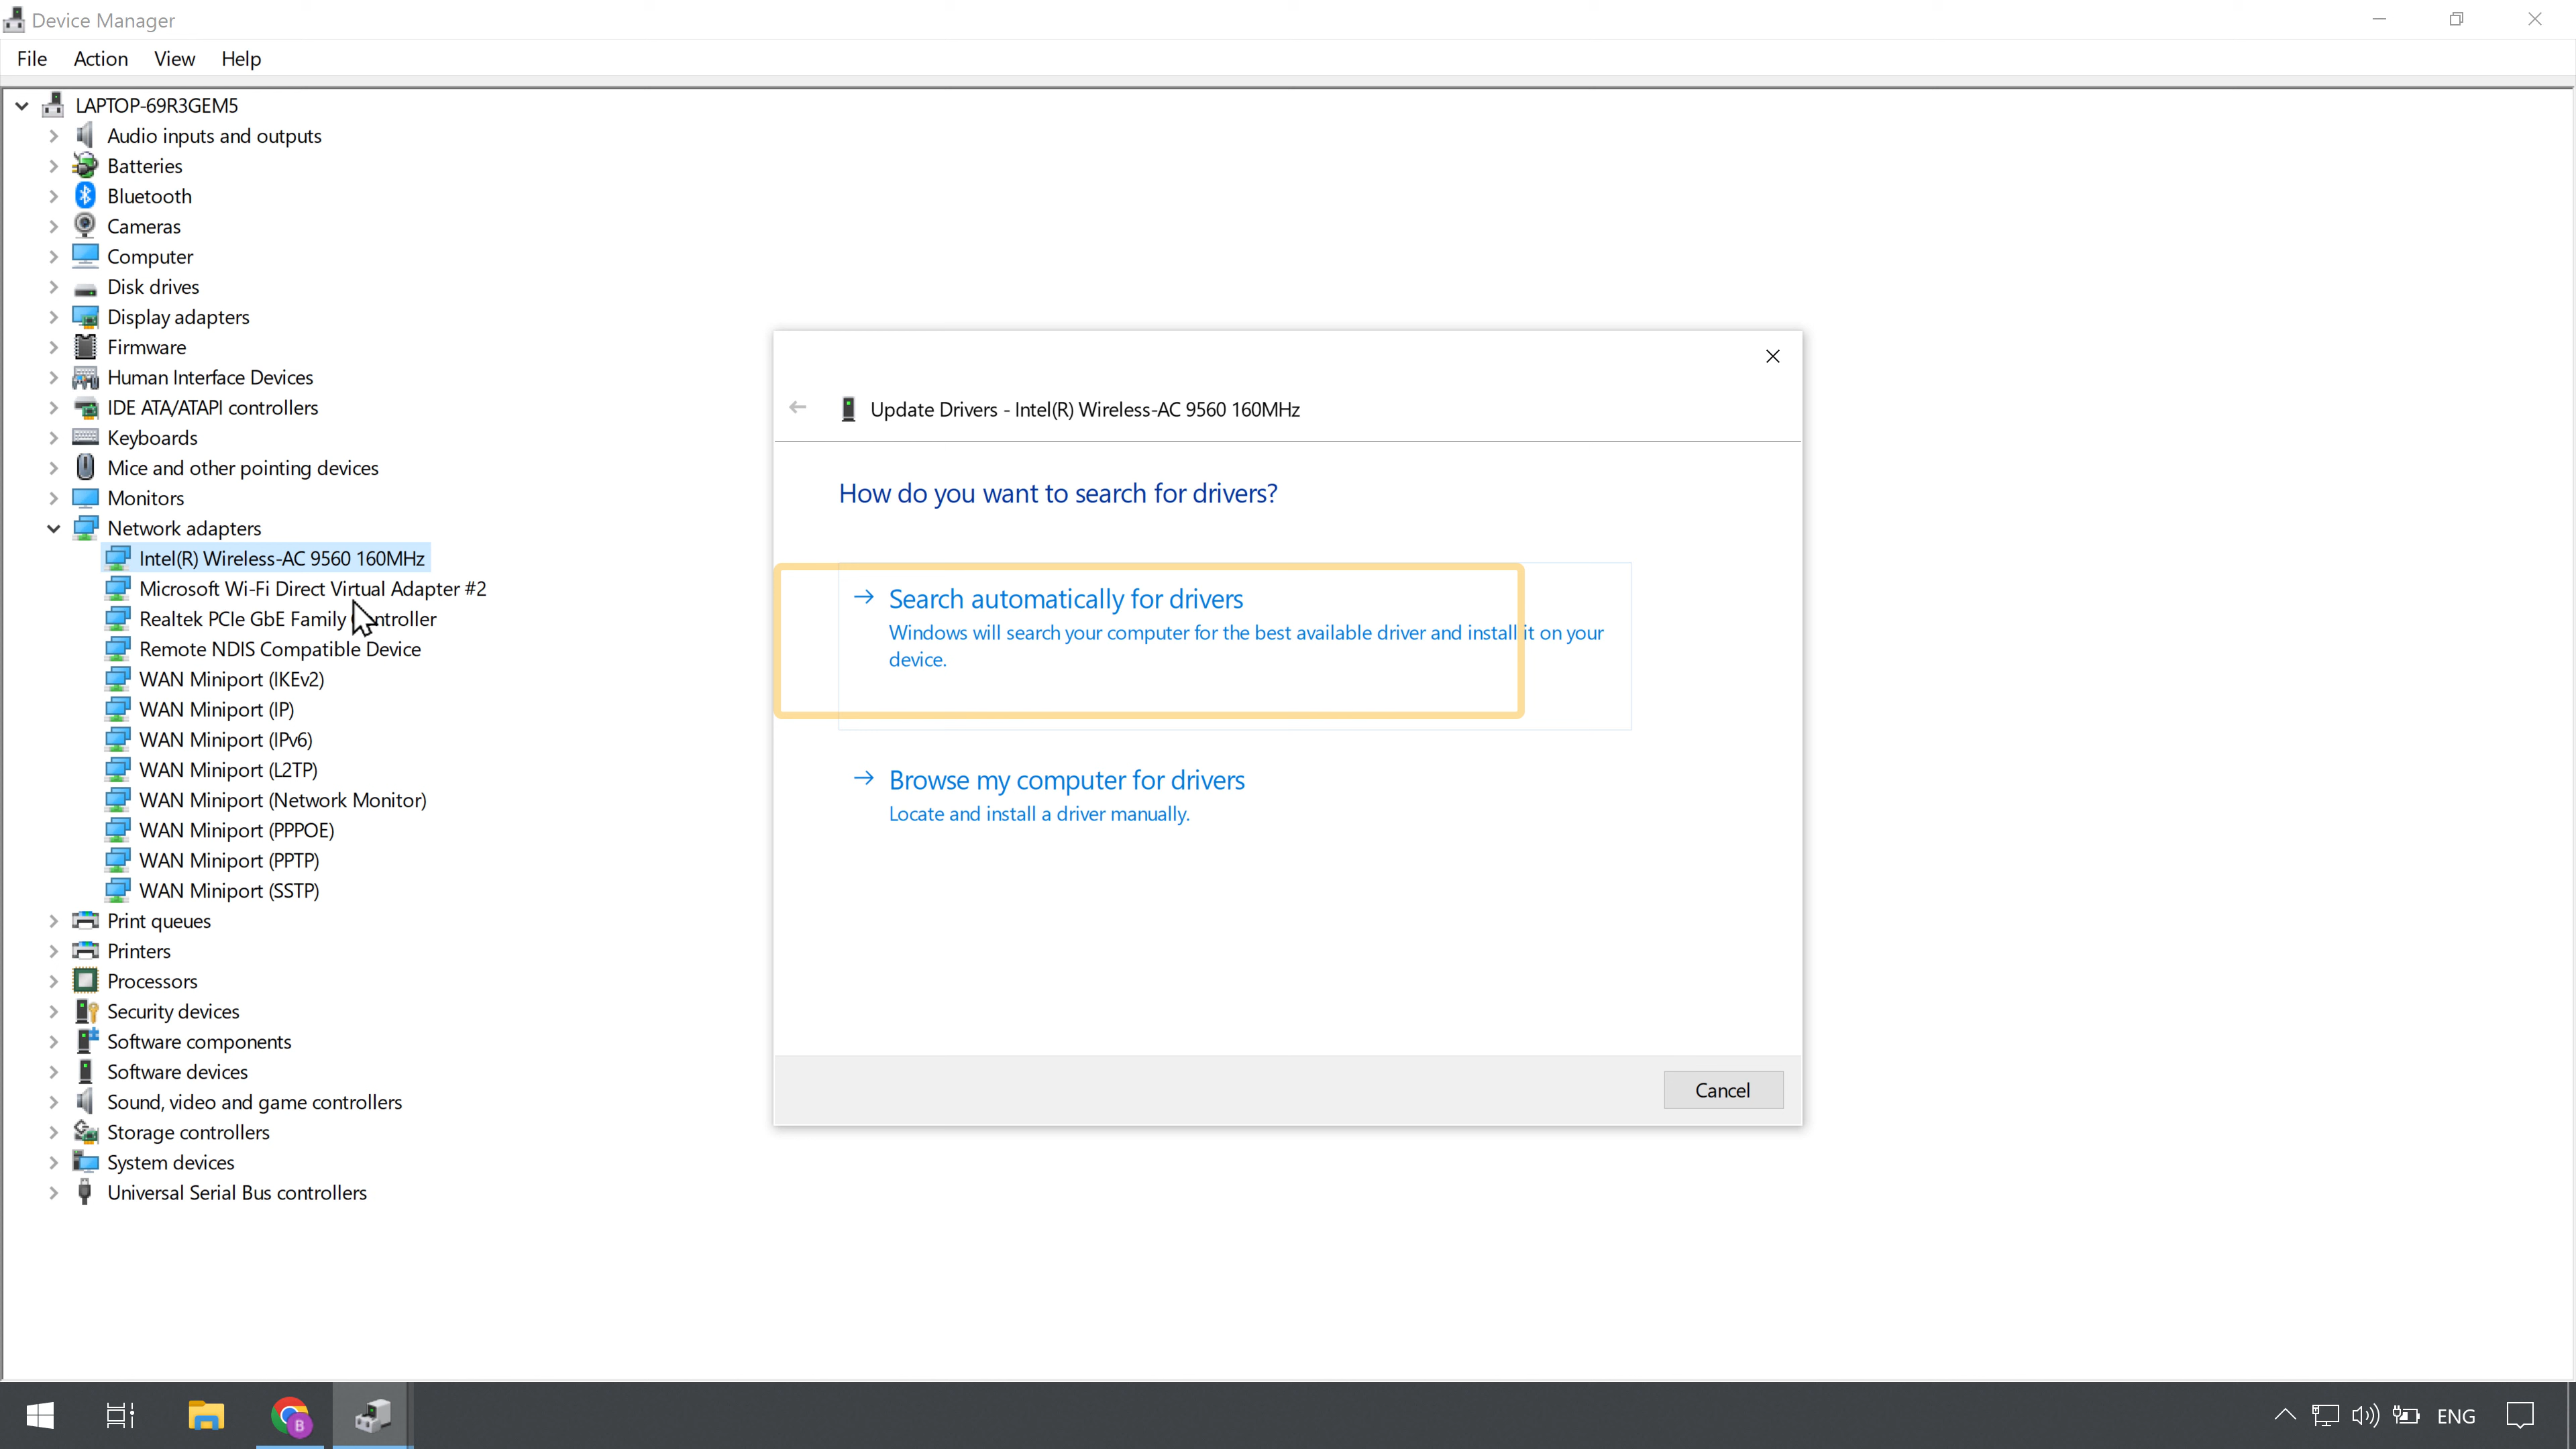 Device Manager
File Action View Help
LAPTOP-69R3GEM5
Audio inputs and outputs
Batteries
Bluetooth
Cameras
Computer
Disk drives
Display adapters
Firmware
Human Interface Devices
IDE ATA/ATAPI controllers
Keyboards
Mice and other pointing devices
Monitors
Network adapters
Intel(R) Wireless-AC 9560 160MHz
Microsoft Wi-Fi Direct Virtual Adapter #2
Realtek PCIe GbE Family Controller
Remote NDIS Compatible Device
WAN Miniport (IKEv2)
WAN Miniport (IP)
WAN Miniport (IPv6)
WAN Miniport (L2TP)
WAN Miniport (Network Monitor)
WAN Miniport (PPPOE)
WAN Miniport (PPTP)
WAN Miniport (SSTP)
Print queues
Printers
Processors
Security devices
Software components
Software devices
Sound, video and game controllers
Storage controllers
System devices
Universal Serial Bus controllers
Update Drivers - Intel(R) Wireless-AC 9560 160MHz
How do you want to search for drivers?
Search automatically for drivers
Windows will search your computer for the best available driver and install it on your
device.
Browse my computer for drivers
Locate and install a driver manually.
Cancel
B
ENG